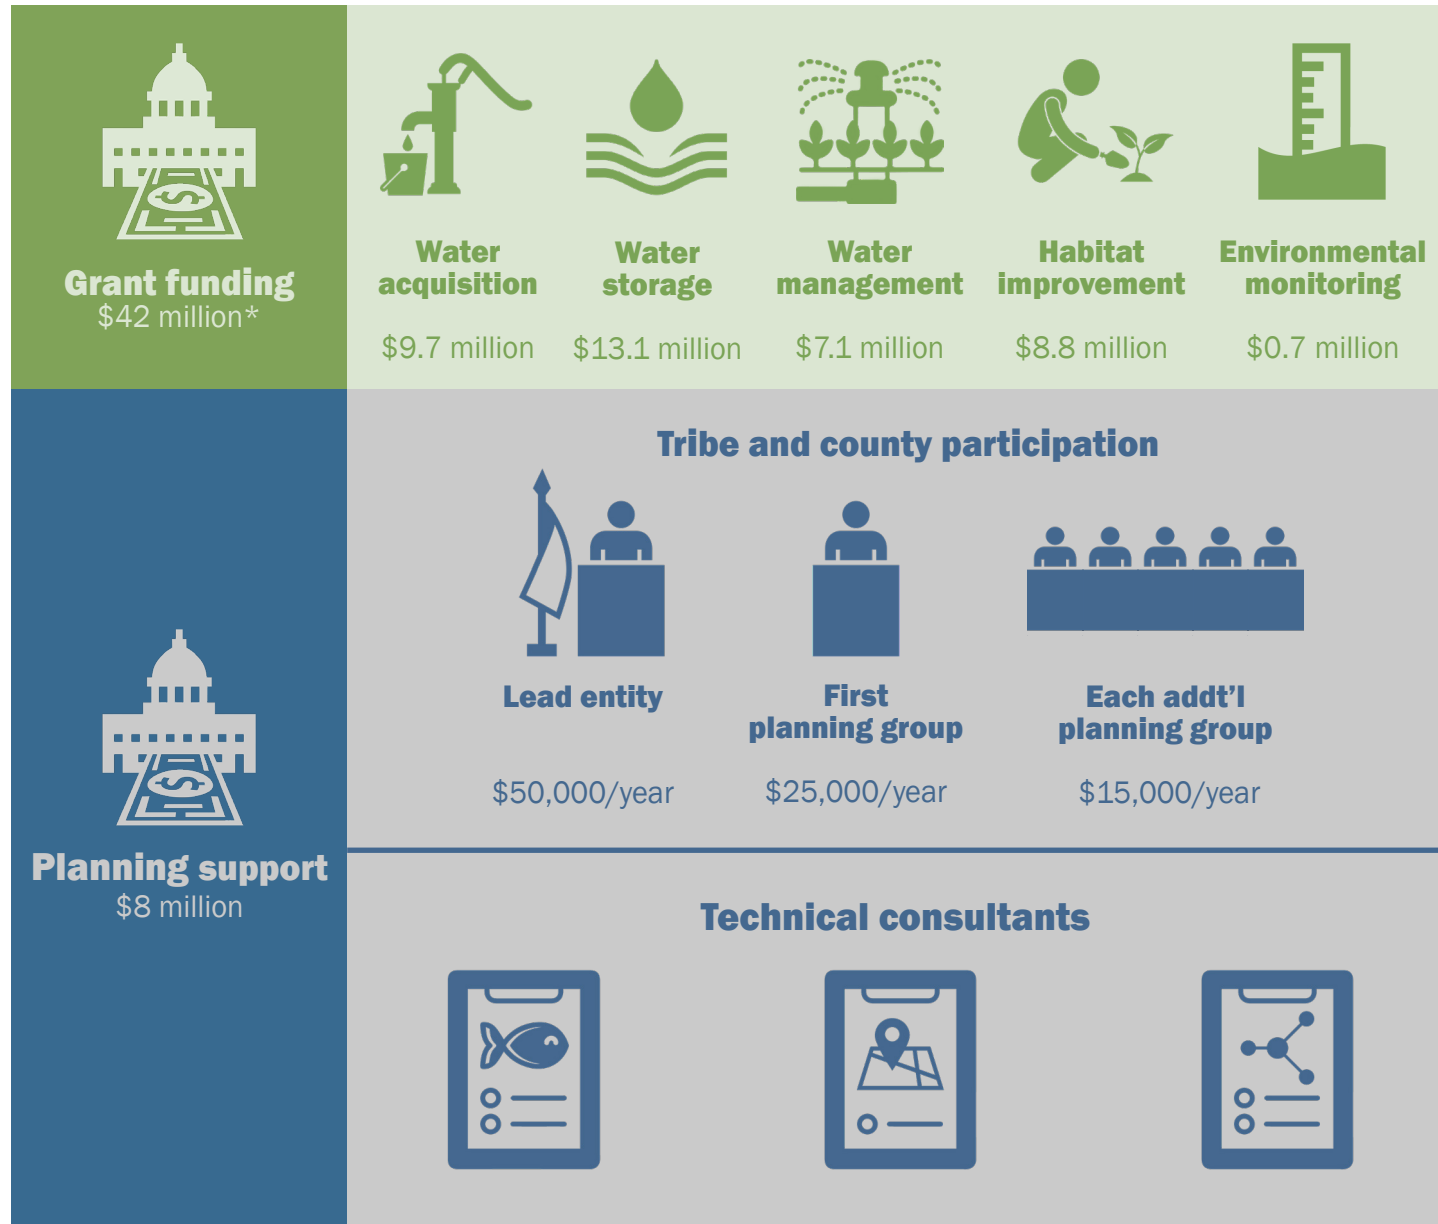 Grant funding
$42 million*
Water
acquisition
$9.7 million
Water
storage
$13.1 million
Water
management
$7.1 million
Habitat
improvement
$8.8 million
Environmental
monitoring
$0.7 million
Planning support
$8 million
Tribe and county participation
Lead entity
$50,000/year
First
planning group
$25,000/year
Each addt’l
planning group
$15,000/year
Technical consultants